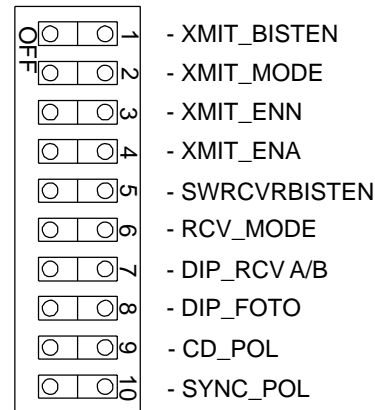 OFF
1 - XMIT_BISTEN
2 - XMIT_MODE
3 - XMIT_ENN
4 - XMIT_ENA
5 - SWRCVRBISTEN
6 - RCV_MODE
7 - DIP_RCV A/B
8 - DIP_FOTO
9 - CD_POL
10 - SYNC_POL